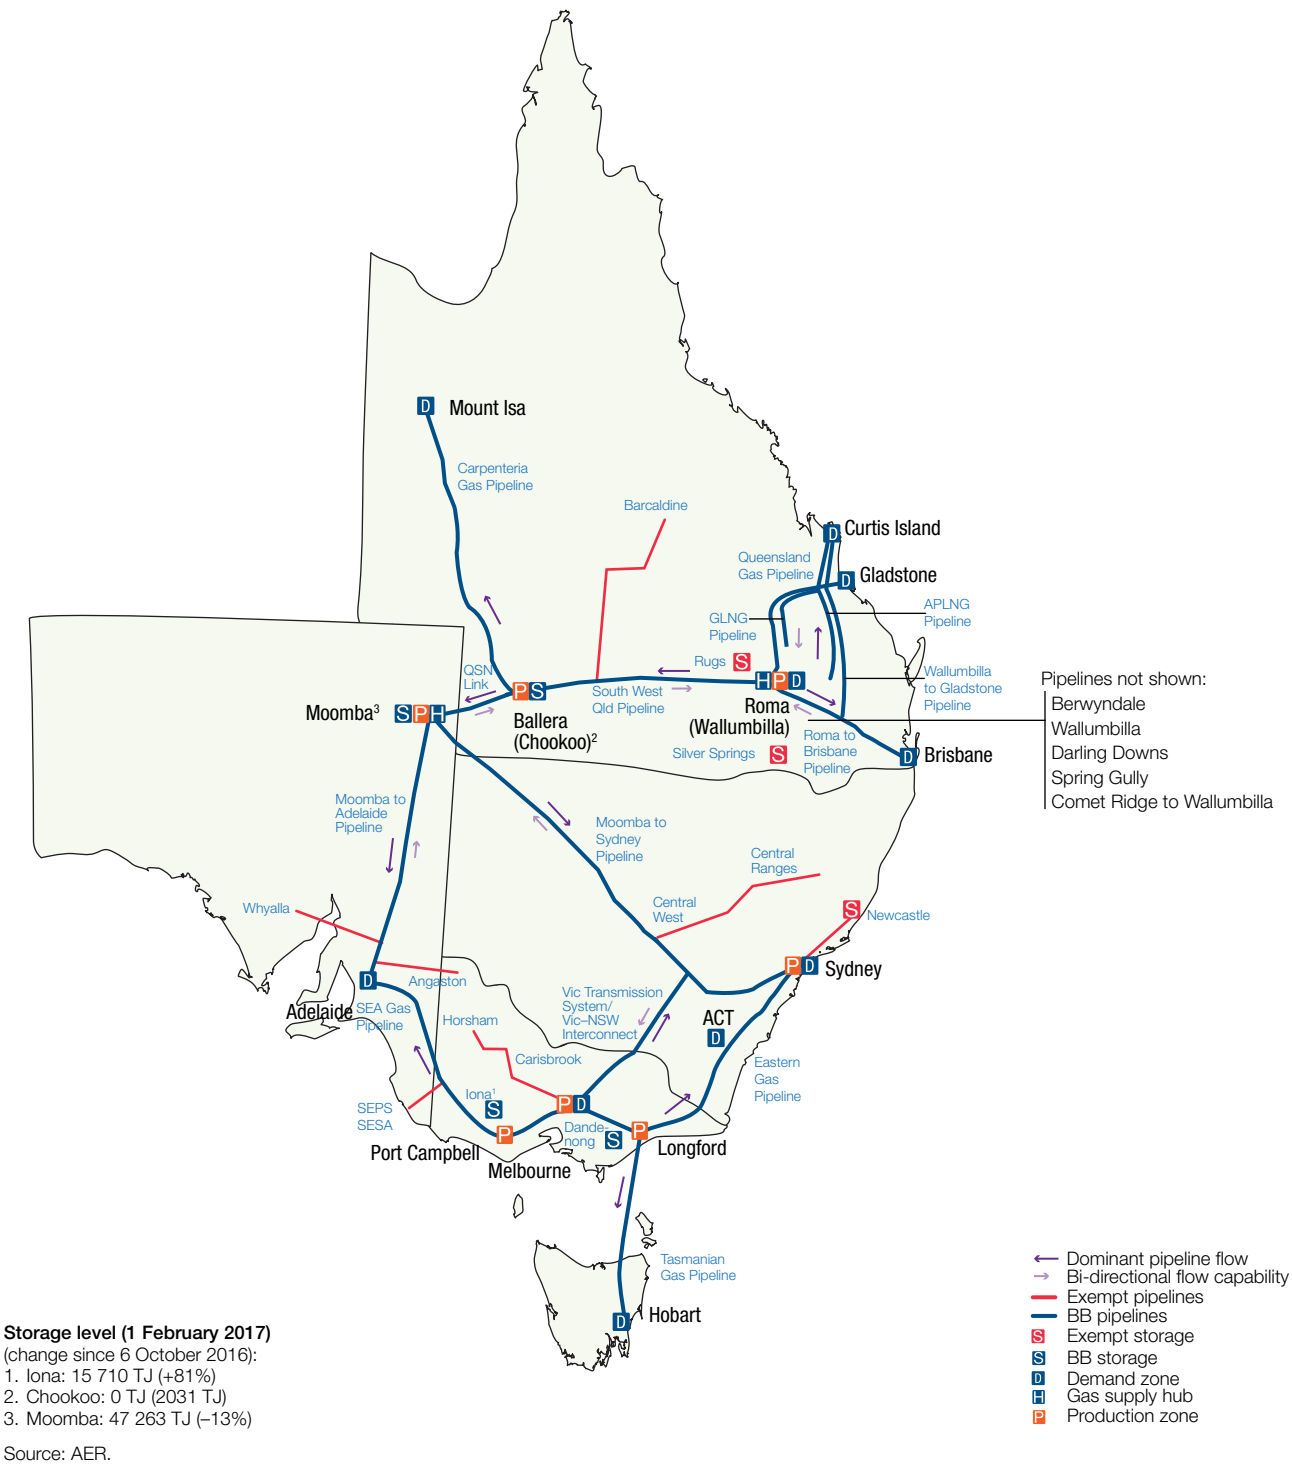 D Mount Isa
Carpenteria
Gas Pipeline
Barcaldine
D Curtis Island
Queensland
Gas Pipeline
D Gladstone
APLNG
Pipeline
GLNG
Pipeline
Rugs S
QSN
Link
P S
South West
Qld Pipeline
H P D
Wallumbilla
to Gladstone
Pipeline
Pipelines not shown:
Berwyndale
Wallumbilla
Darling Downs
Spring Gully
Comet Ridge to Wallumbilla
Moomba3 S P H
Ballera
(Chookoo)2
Roma
(Wallumbilla)
Silver Springs S
Roma to
Brisbane
Pipeline
D Brisbane
Moomba to
Adelaide
Pipeline
Moomba to
Sydney
Pipeline
Central
Ranges
Central
West
Whyalla
S Newcastle
P D Sydney
D
Angaston
Adelaide
SEA Gas
Pipeline
Vic Transmission
System/
Vic–NSW
Interconnect
ACT
D
Horsham
Carisbrook
Eastern
Gas
Pipeline
Iona1
S
P D
SEPS
SESA
P
Dande-
nong S
P
Port Campbell
Melbourne
Longford
Tasmanian
Gas Pipeline
D Hobart
Dominant pipeline flow
Bi-directional flow capability
Exempt pipelines
BB pipelines
S Exempt storage
S BB storage
D Demand zone
H Gas supply hub
P Production zone
Storage level (1 February 2017)
(change since 6 October 2016):
1. Iona: 15 710 TJ (+81%)
2. Chookoo: 0 TJ (2031 TJ)
3. Moomba: 47 263 TJ (–13%)
Source: AER.